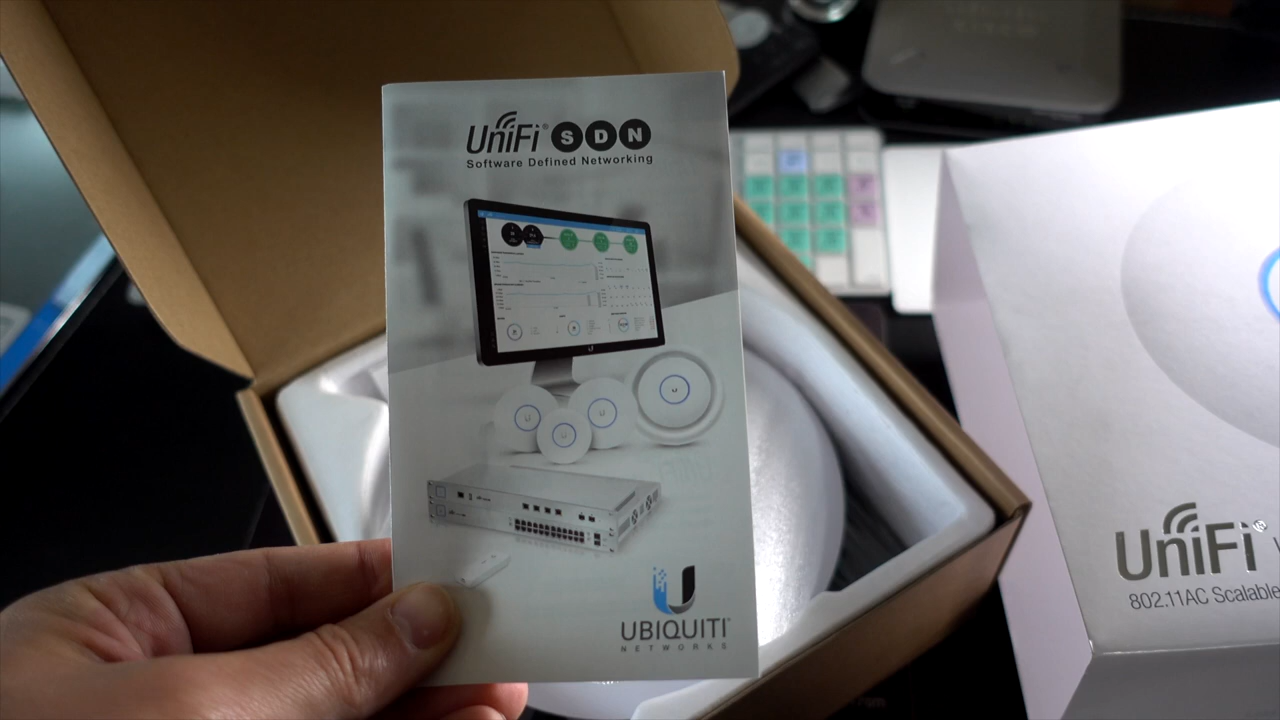 UniFi® SDN
Software Defined Networking
UBIQUITI
NETWORKS
UniFi®
802.11AC Scalable